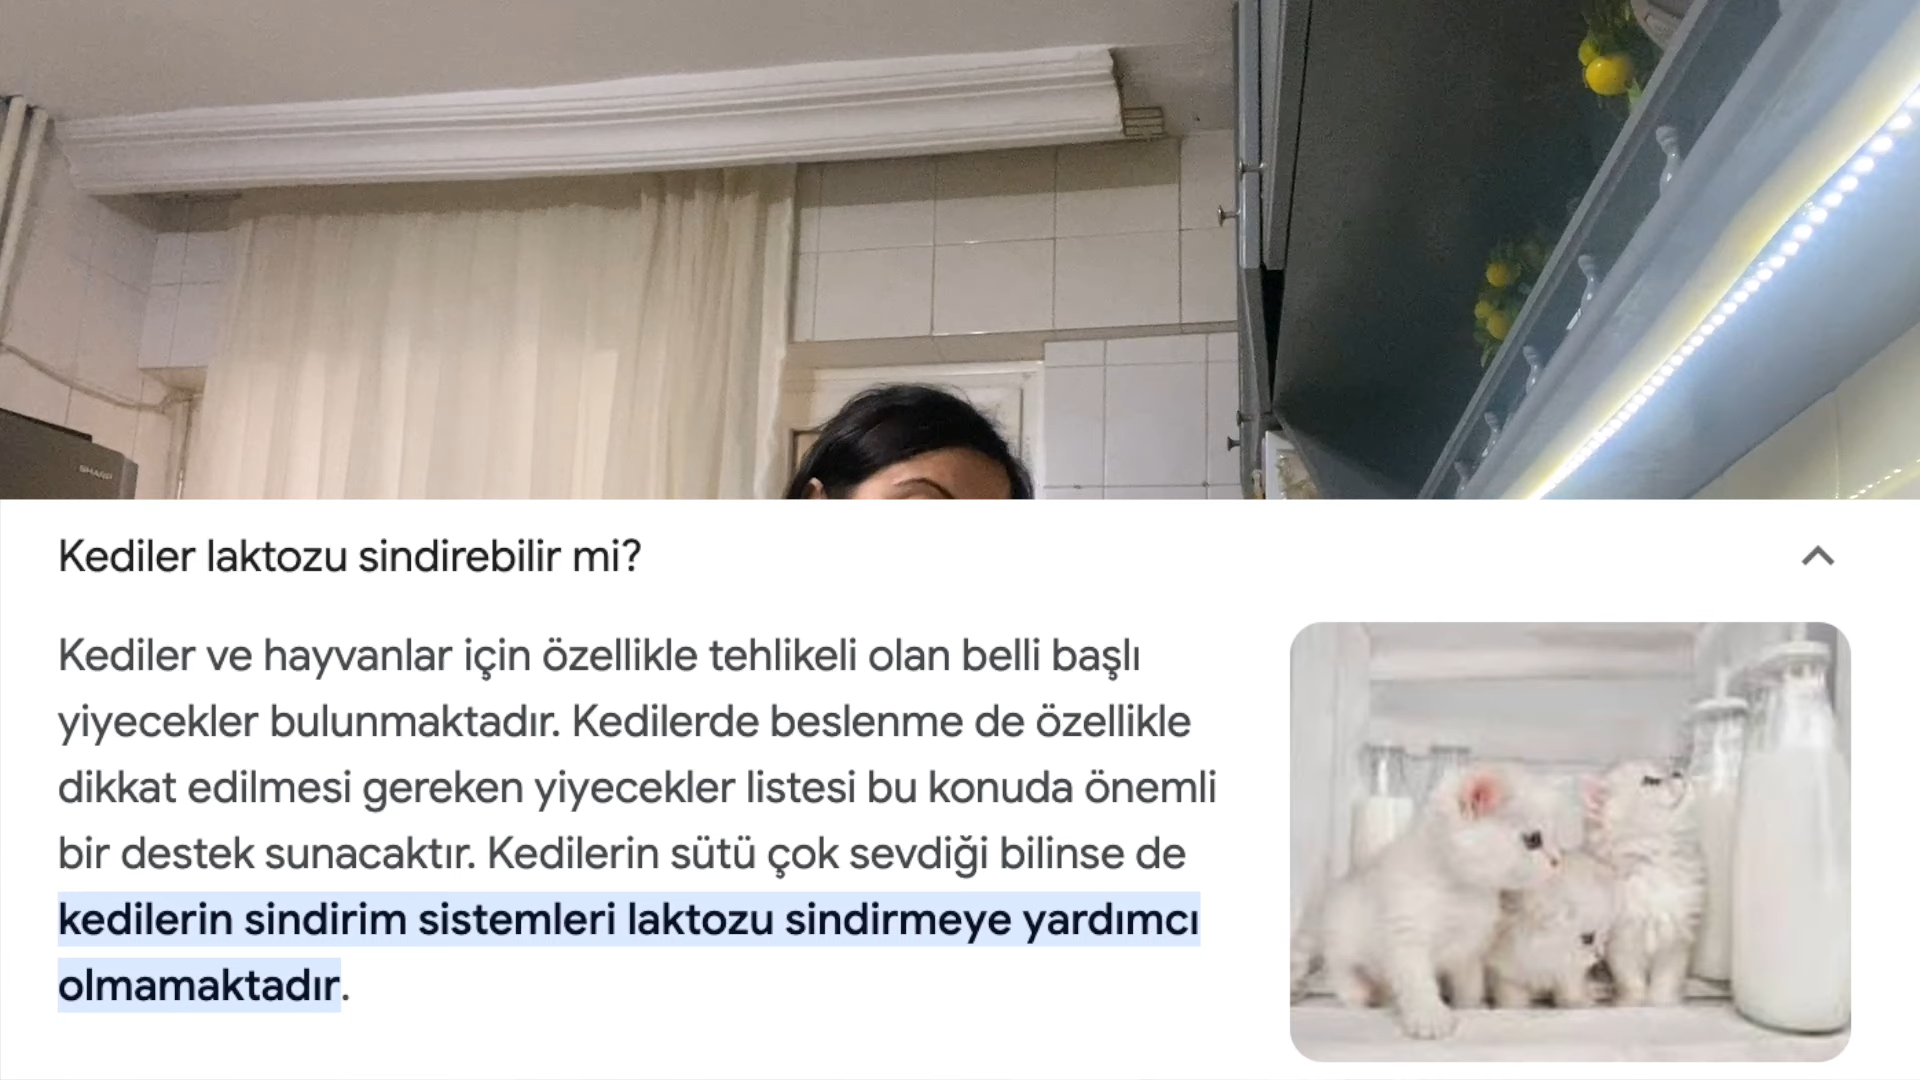 SHARP
Kediler laktozu sindirebilir mi?
Kediler ve hayvanlar için özellikle tehlikeli olan belli başlı
yiyecekler bulunmaktadır. Kedilerde beslenme de özellikle
dikkat edilmesi gereken yiyecekler listesi bu konuda önemli
bir destek sunacaktır. Kedilerin sütü çok sevdiği bilinse de
kedilerin sindirim sistemleri laktozu sindirmeye yardımcı
olmamaktadır.